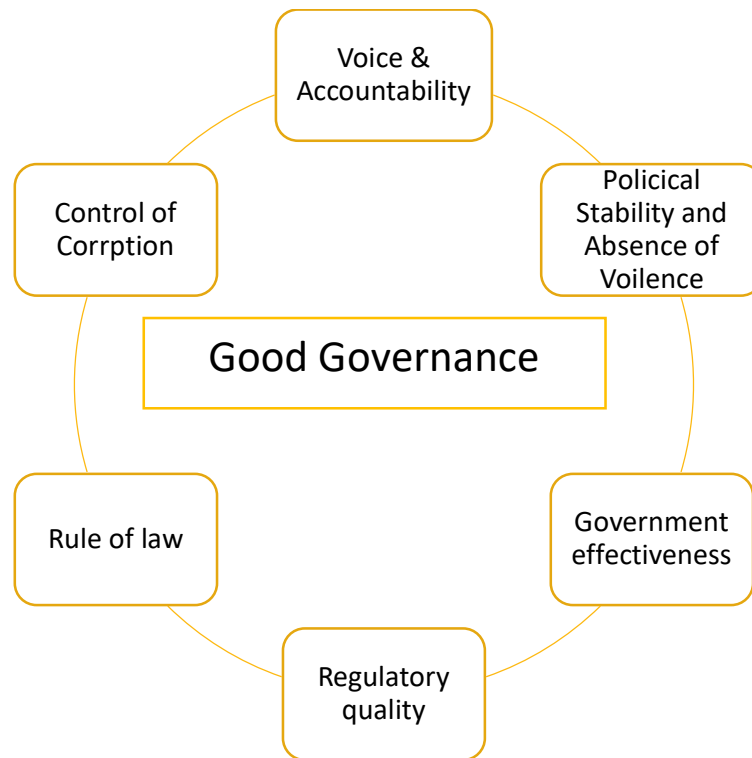 Voice &
Accountability
Policical
Stability and
Absence of
Voilence
Government
effectiveness
Regulatory
quality
Rule of law
Control of
Corrption
Good Governance